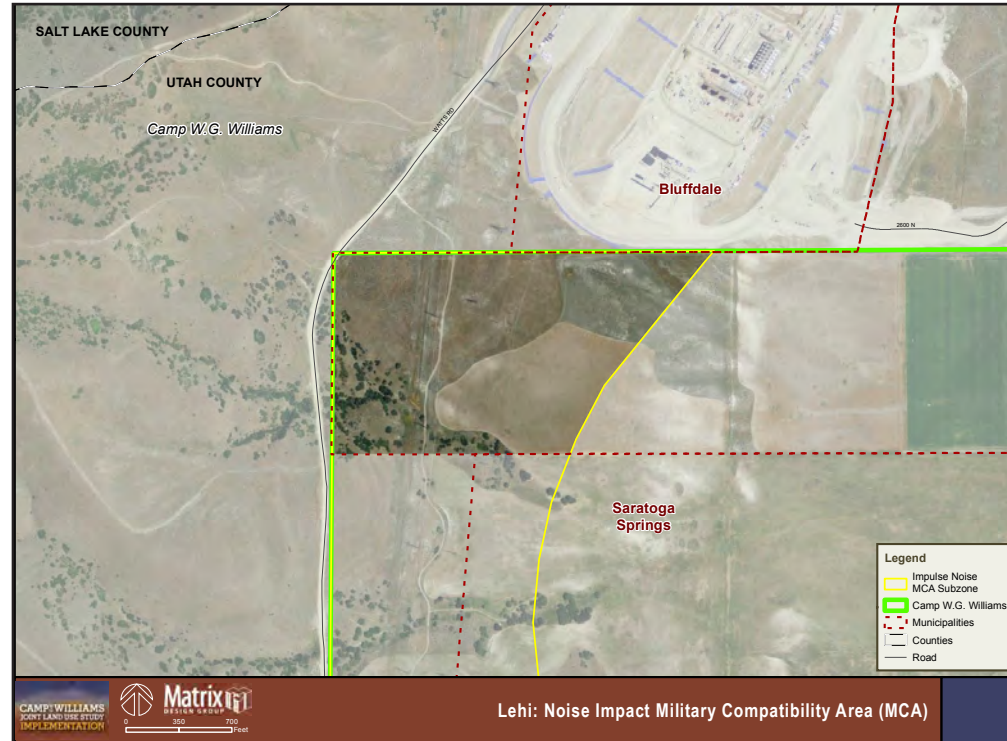 SALT LAKE COUNTY
UTAH COUNTY
Camp W.G. Williams
WATTS RD
Bluffdale
2600 N
Saratoga
Springs
Legend
Impulse Noise
MCA Subzone
Camp W.G. Williams
Municipalities
Counties
Road
CAMP WILLIAMS
JOINT LAND USE STUDY
IMPLEMENTATION
Matrix
DESIGN GROUP
0 350 700
Feet
Lehi: Noise Impact Military Compatibility Area (MCA)